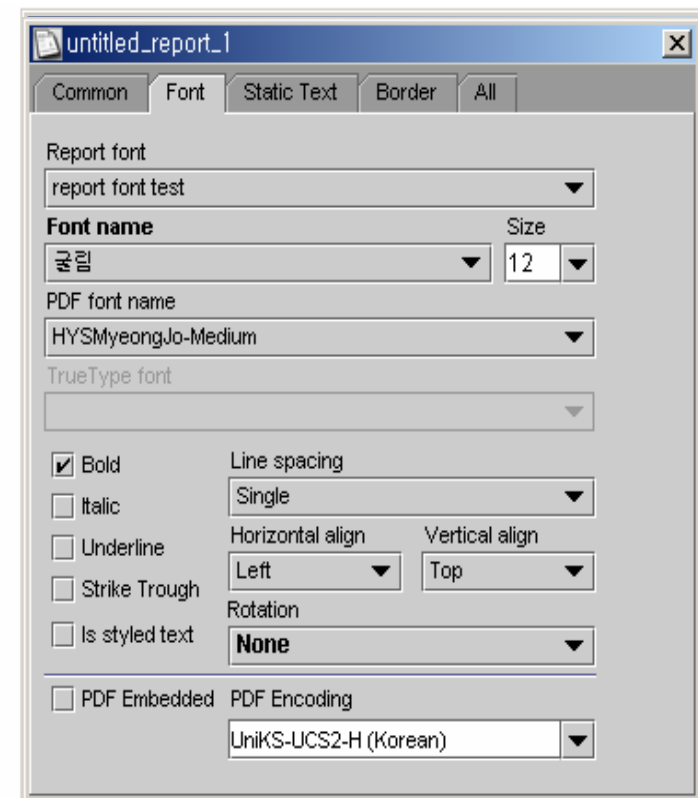 untitled_report_1
Common Font Static Text Border All
Report font
report font test
Font name Size
굴림 12
PDF font name
HYSMyeongJo-Medium
TrueType font
Bold
Line spacing
Single
Italic
Underline
Horizontal align Vertical align
Left Top
Strike Trough
Rotation
Is styled text
None
PDF Embedded PDF Encoding
UniKS-UCS2-H (Korean)